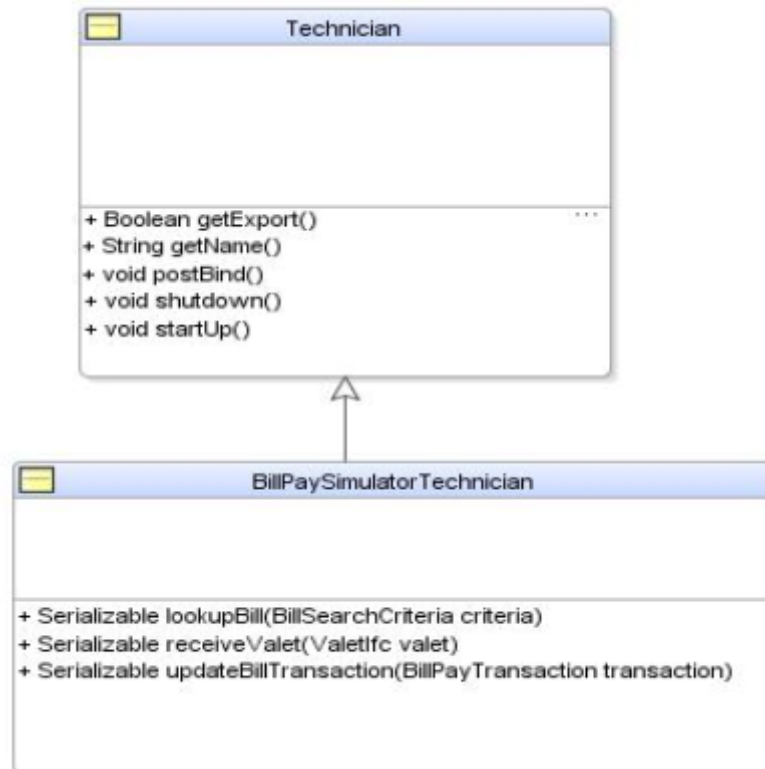 Technician
+ Boolean getExport()
...
+ String getName()
+ void postBind()
+ void shutdown()
+ void startUp()
BillPaySimulatorTechnician
+ Serializable lookupBill(BillSearchCriteria criteria)
+ Serializable receiveValet(ValetIfc valet)
+ Serializable updateBillTransaction(BillPayTransaction transaction)